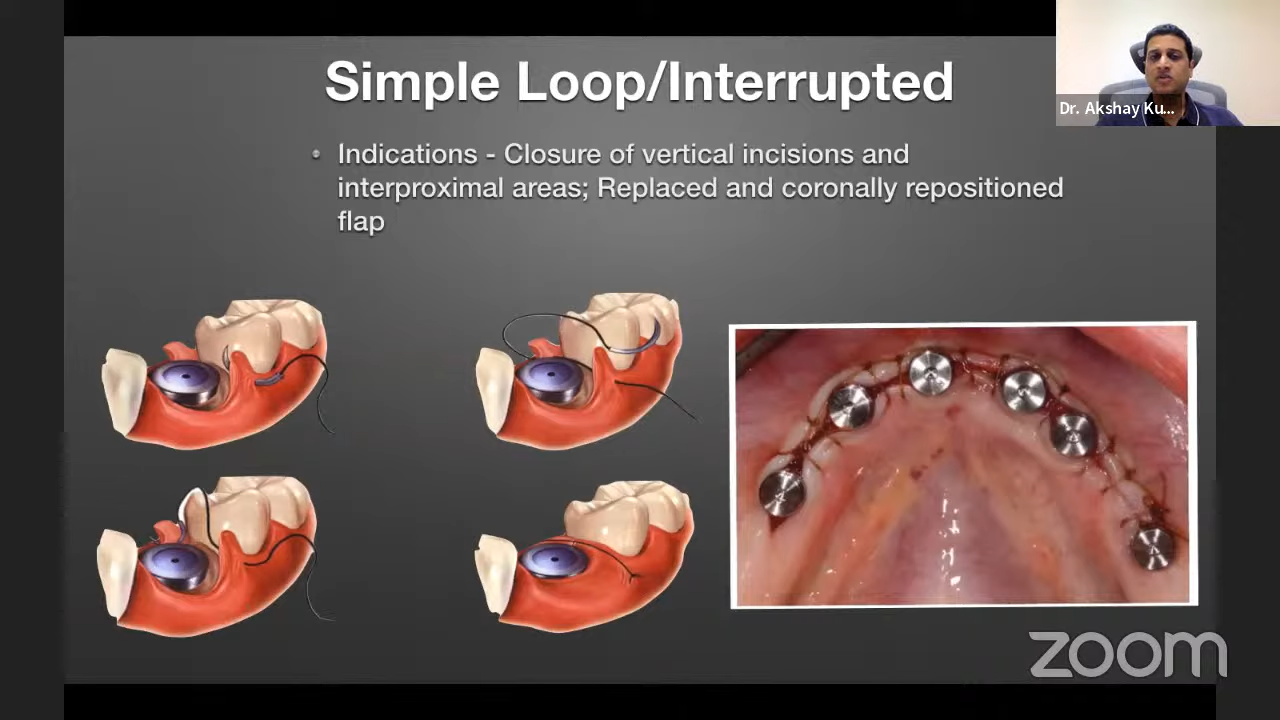 Simple Loop/Interrupted
Dr. Akshay Ku...
• Indications - Closure of vertical incisions and
interproximal areas; Replaced and coronally repositioned
flap
zoom